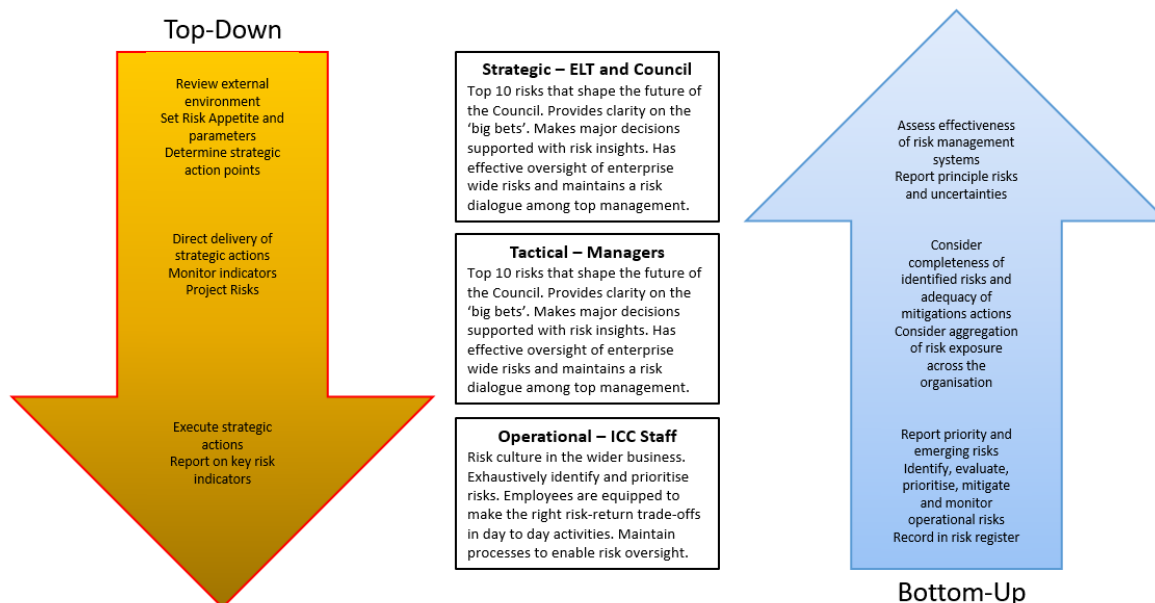 Top-Down
Review external
environment
Set Risk Appetite and
parameters
Determine strategic
action points
Direct delivery of
strategic actions
Monitor indicators
Project Risks
Execute strategic
actions
Report on key risk
indicators
Strategic – ELT and Council
Top 10 risks that shape the future of
the Council. Provides clarity on the
‘big bets’. Makes major decisions
supported with risk insights. Has
effective oversight of enterprise
wide risks and maintains a risk
dialogue among top management.
Tactical – Managers
Top 10 risks that shape the future of
the Council. Provides clarity on the
‘big bets’. Makes major decisions
supported with risk insights. Has
effective oversight of enterprise
wide risks and maintains a risk
dialogue among top management.
Operational – ICC Staff
Risk culture in the wider business.
Exhaustively identify and prioritise
risks. Employees are equipped to
make the right risk-return trade-offs
in day to day activities. Maintain
processes to enable risk oversight.
Assess effectiveness
of risk management
systems
Report principle risks
and uncertainties
Consider
completeness of
identified risks and
adequacy of
mitigations actions
Consider aggregation
of risk exposure
across the
organisation
Report priority and
emerging risks
Identify, evaluate,
prioritise, mitigate
and monitor
operational risks
Record in risk register
Bottom-Up